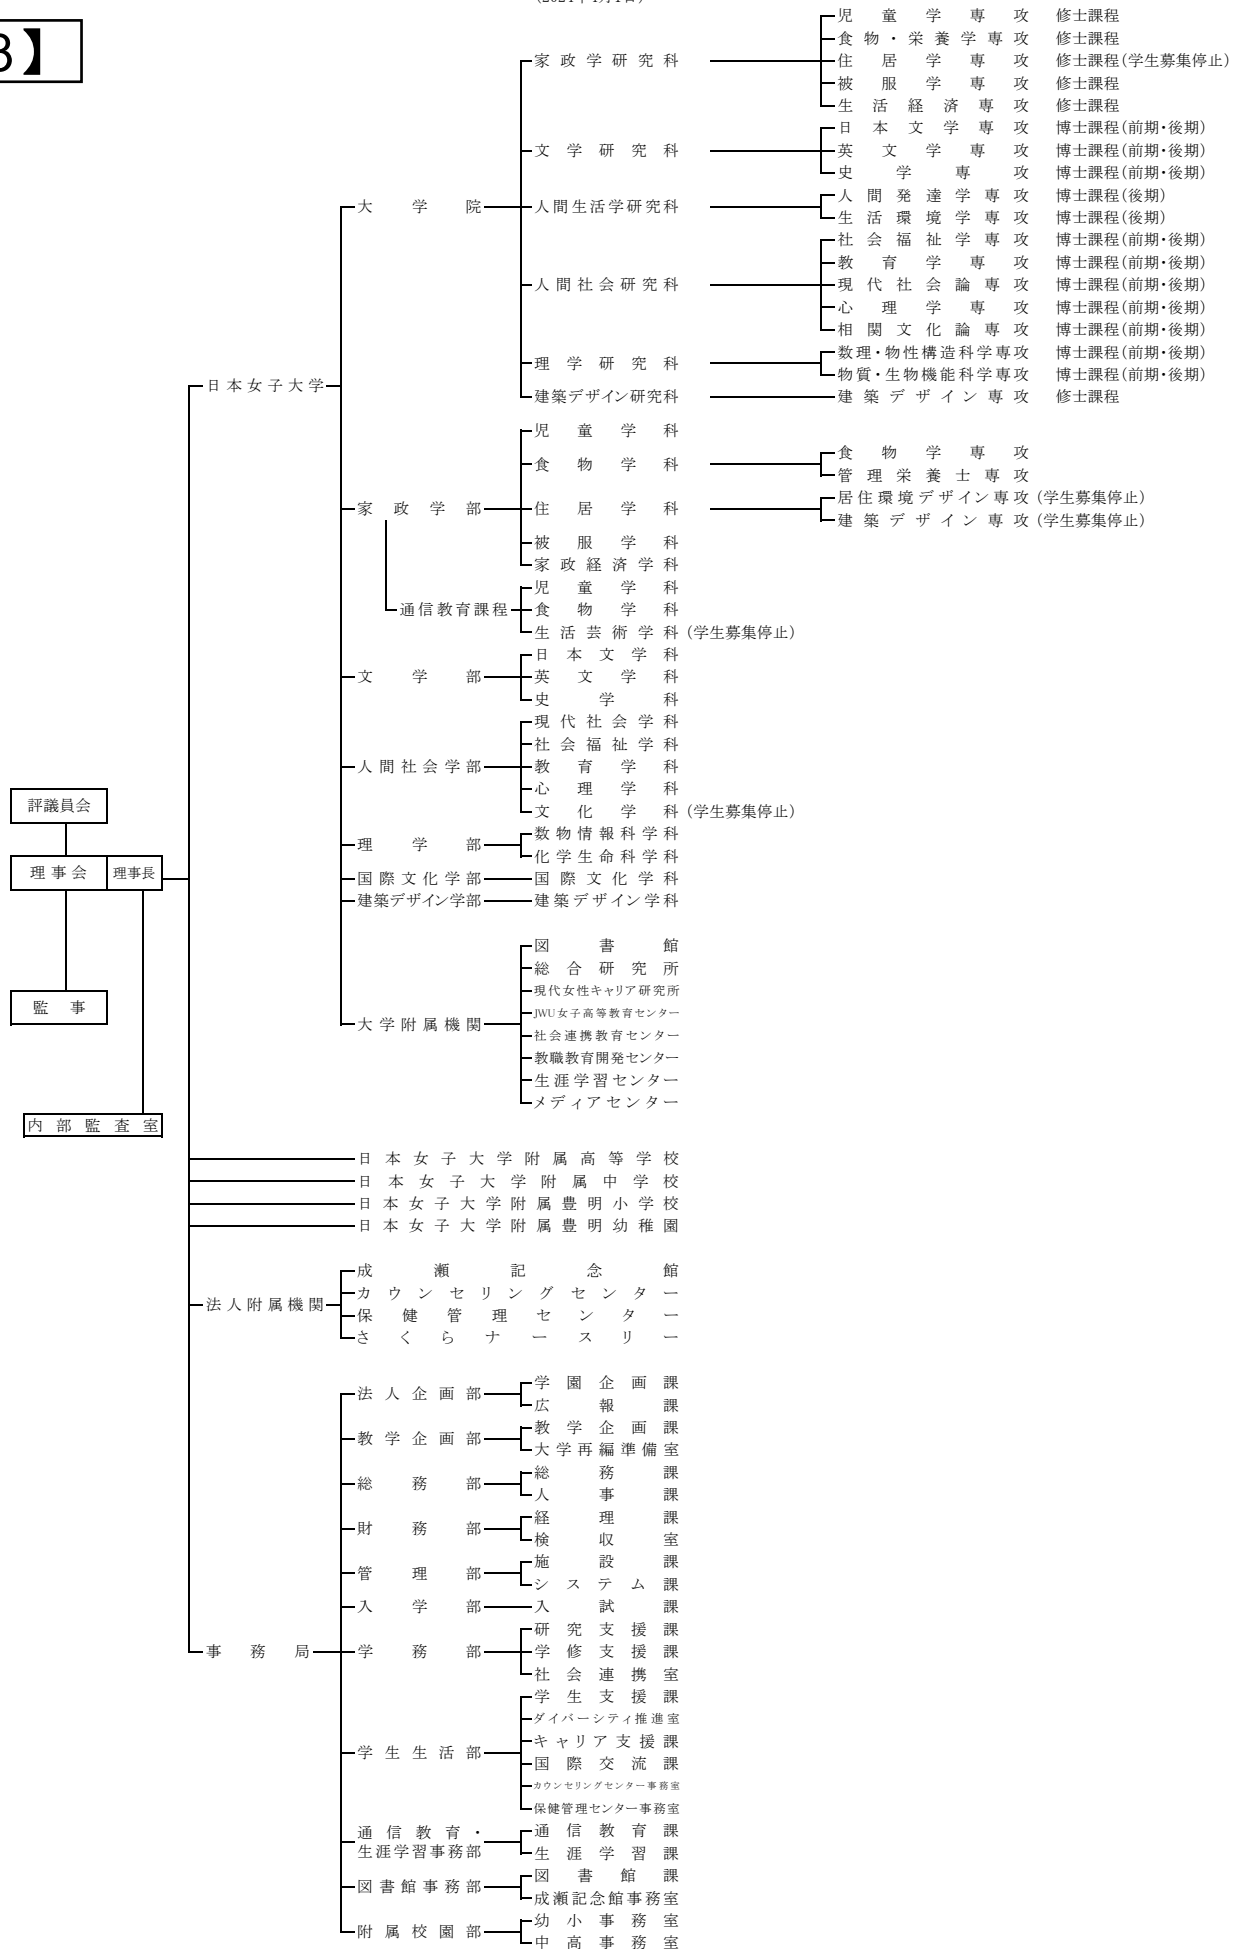 3】
児童学専攻 修士課程
食物・栄養学専攻 修士課程
家政学研究科 住居学専攻 修士課程(学生募集停止)
被服学専攻 修士課程
生活経済専攻 修士課程
日本文学専攻 博士課程(前期・後期)
文学研究科 英文学専攻 博士課程(前期・後期)
史学専攻 博士課程(前期・後期)
大学院 人間生活学研究科 人間発達学専攻 博士課程(後期)
生活環境学専攻 博士課程(後期)
社会福祉学専攻 博士課程(前期・後期)
教育学専攻 博士課程(前期・後期)
人間社会研究科 現代社会論専攻 博士課程(前期・後期)
心理学専攻 博士課程(前期・後期)
相関文化論専攻 博士課程(前期・後期)
理学研究科 数理・物性構造科学専攻 博士課程(前期・後期)
物質・生物機能科学専攻 博士課程(前期・後期)
日本女子大学
建築デザイン研究科 建築デザイン専攻 修士課程
児童学科
食物学科 食物学専攻
管理栄養士専攻
家政学部 住居学科 居住環境デザイン専攻(学生募集停止)
建築デザイン専攻(学生募集停止)
被服学科
家政経済学科
児童学科
通信教育課程 食物学科
生活芸術学科(学生募集停止)
日本文学科
文学部 英文学科
史学科
現代社会学科
社会福祉学科
人間社会学部 教育学科
心理学科
文化学科(学生募集停止)
評議員会
理学部 数物情報科学科
化学生命科学科
理事会 理事長
国際文化学部 国際文化学科
建築デザイン学部 建築デザイン学科
図書館
総合研究所
現代女性キャリア研究所
監事
JWU女子高等教育センター
大学附属機関 社会連携教育センター
教職教育開発センター
生涯学習センター
メディアセンター
内部監査室
日本女子大学附属高等学校
日本女子大学附属中学校
日本女子大学附属豊明小学校
日本女子大学附属豊明幼稚園
成瀬記念館
カウンセリングセンター
法人附属機関 保健管理センター
さくらナースリー
法人企画部 学園企画課
広報課
教学企画部 教学企画課
大学再編準備室
総務部 総務課
人事課
財務部 経理課
検収室
管理部 施設課
システム課
入学部 入試課
研究支援課
事務局 学務部 学修支援課
社会連携室
学生支援課
ダイバーシティ推進室
キャリア支援課
学生生活部 国際交流課
カウンセリングセンター事務室
保健管理センター事務室
通信教育・ 通信教育課
生涯学習事務部 生涯学習課
図書館事務部 図書館課
成瀬記念館事務室
附属校園部 幼小事務室
中高事務室